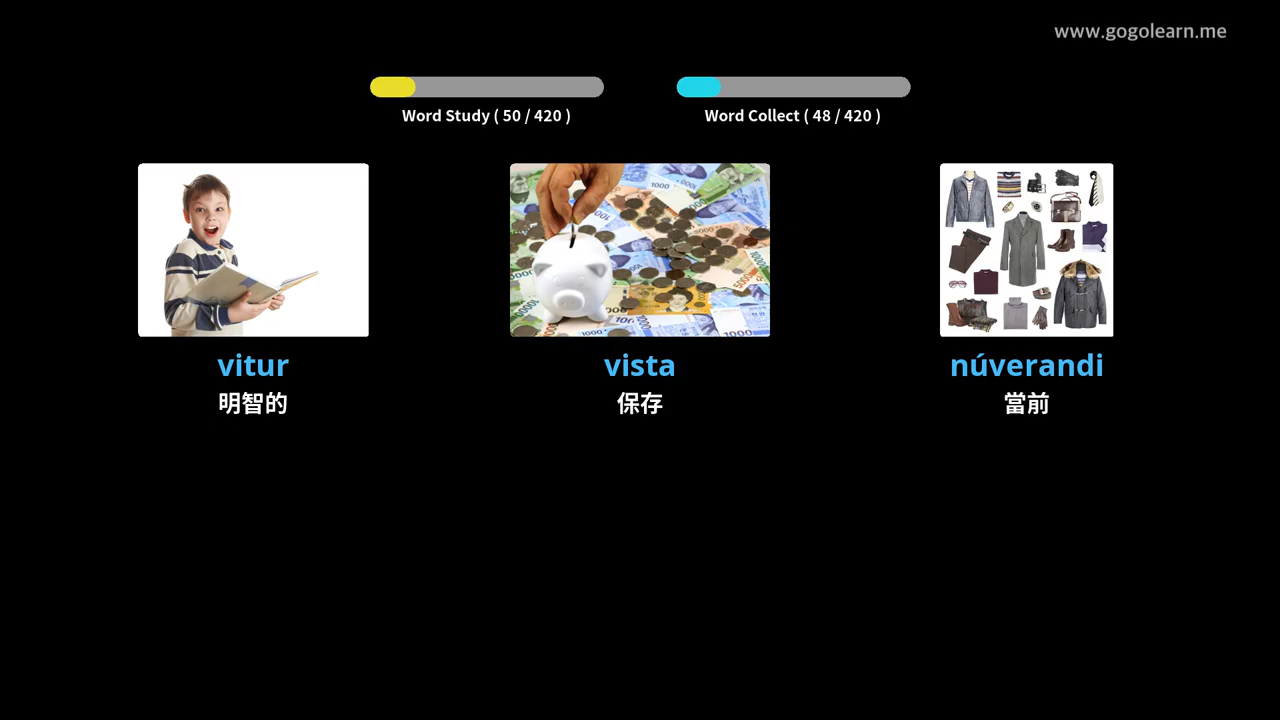 www.gogolearn.me
Word Study ( 50 / 420 )
Word Collect ( 48 / 420 )
vitur
vista
núverandi
明智的
保存
當前